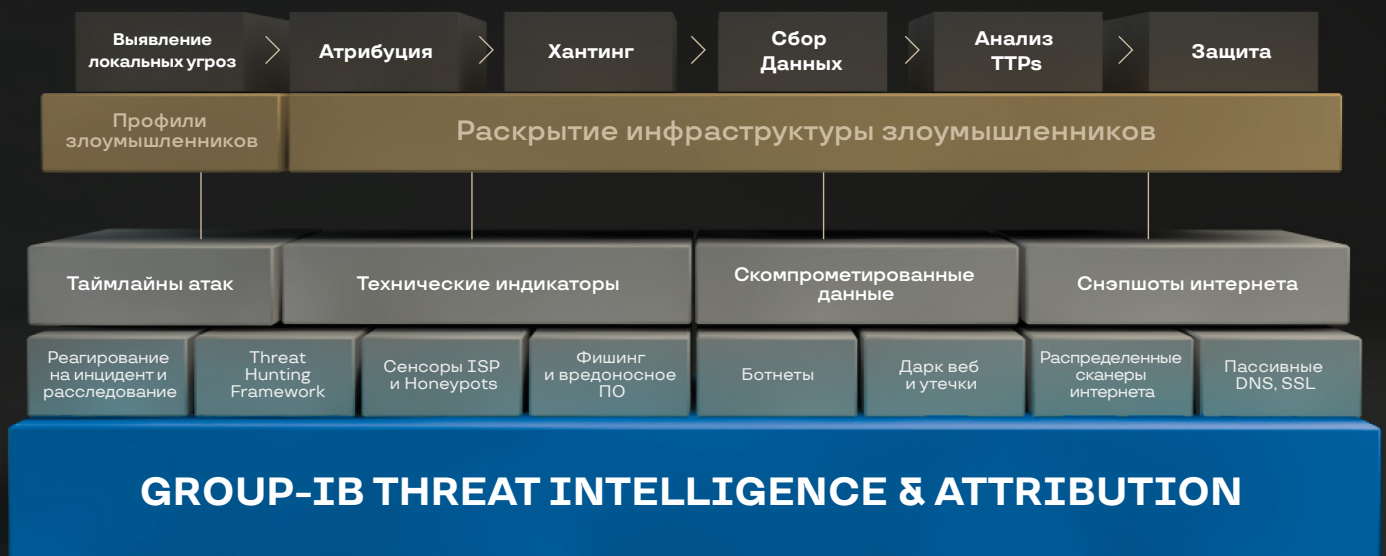 Выявление
локальных угроз
Атрибуция
Хантинг
Сбор
Данных
Анализ
TTPs
Защита
Профили
злоумышленников
Раскрытие инфраструктуры злоумышленников
Таймлайны атак
Технические индикаторы
Скомпрометированные
данные
Снэпшоты интернета
Реагирование
на инцидент и
расследование
Threat
Hunting
Framework
Сенсоры ISP
и Honeypots
Фишинг
и вредоносное
ПО
Ботнеты
Дарк веб
и утечки
Распределенные
сканеры
интернета
Пассивные
DNS, SSL
GROUP-IB THREAT INTELLIGENCE & ATTRIBUTION